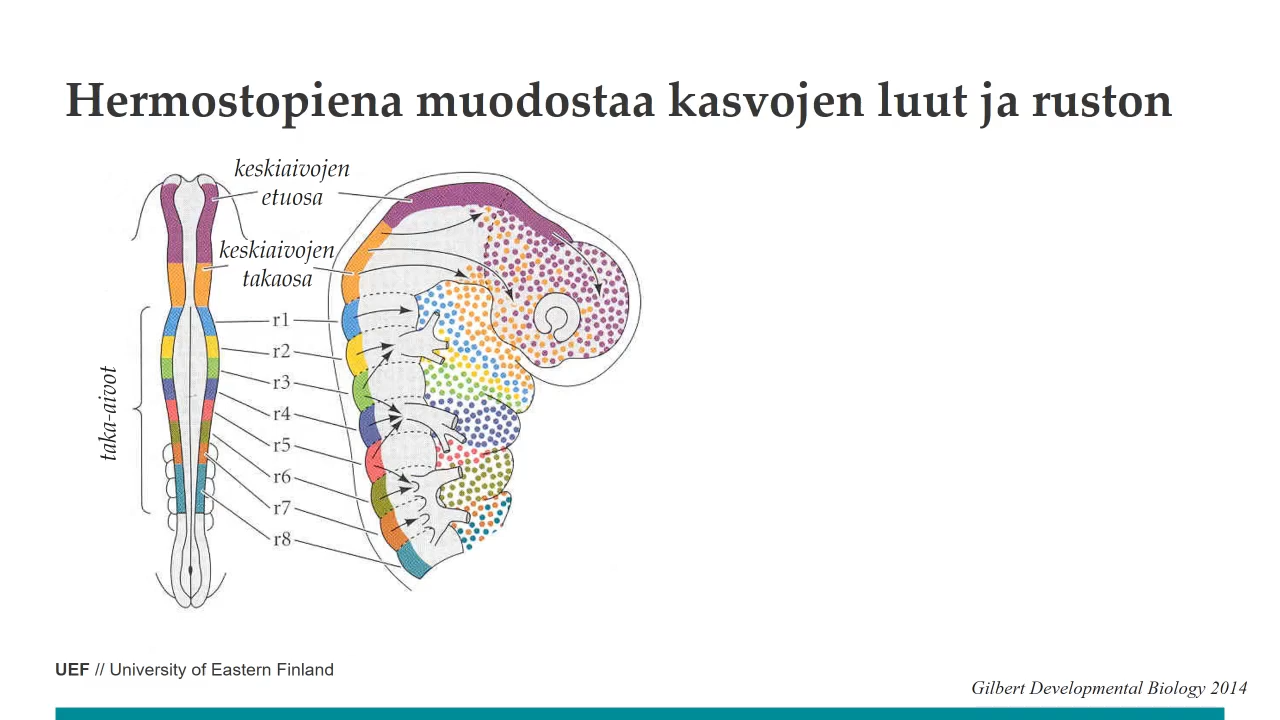 Hermostopiena muodostaa kasvojen luut ja ruston
keskiaivojen
etuosa
keskiaivojen
takaosa
r1
r2
r3
r4
r5
r6
r7
r8
taka-aivot
UEF // University of Eastern Finland
Gilbert Developmental Biology 2014